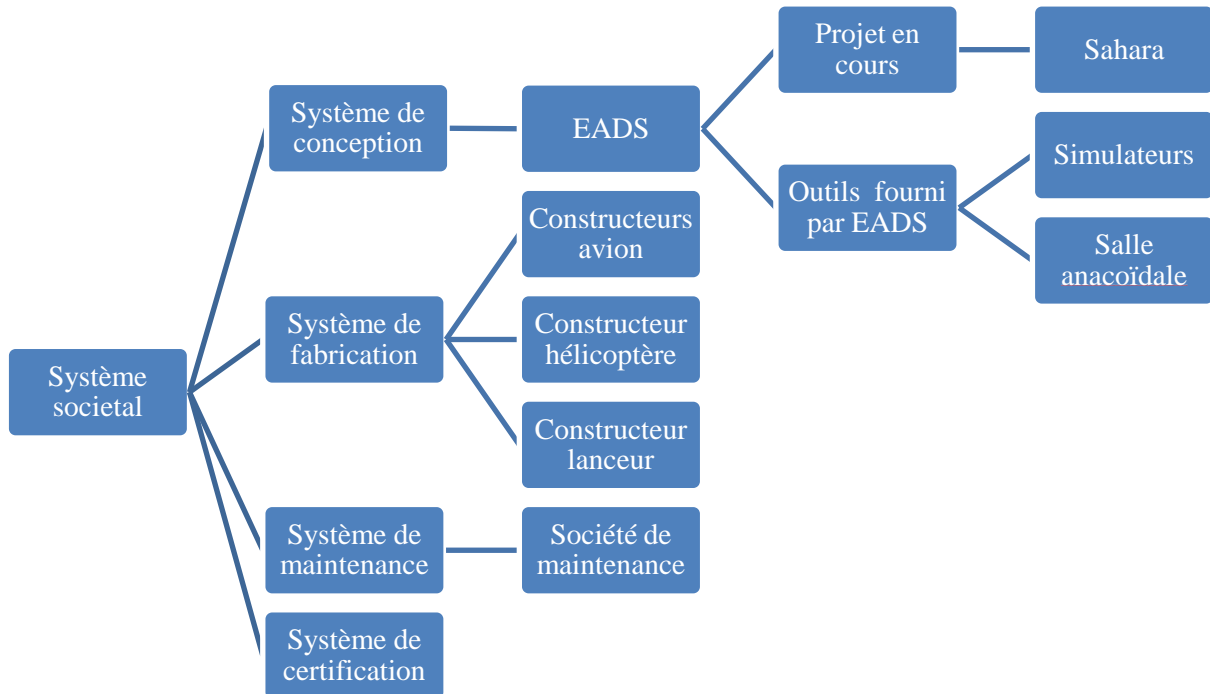 Système
societal
Système de
conception
EADS
Projet en
cours
Sahara
Outils fourni
par EADS
Simulateurs
Salle
anacoïdale
Système de
fabrication
Constructeurs
avion
Constructeur
hélicoptère
Constructeur
lanceur
Système de
maintenance
Société de
maintenance
Système de
certification